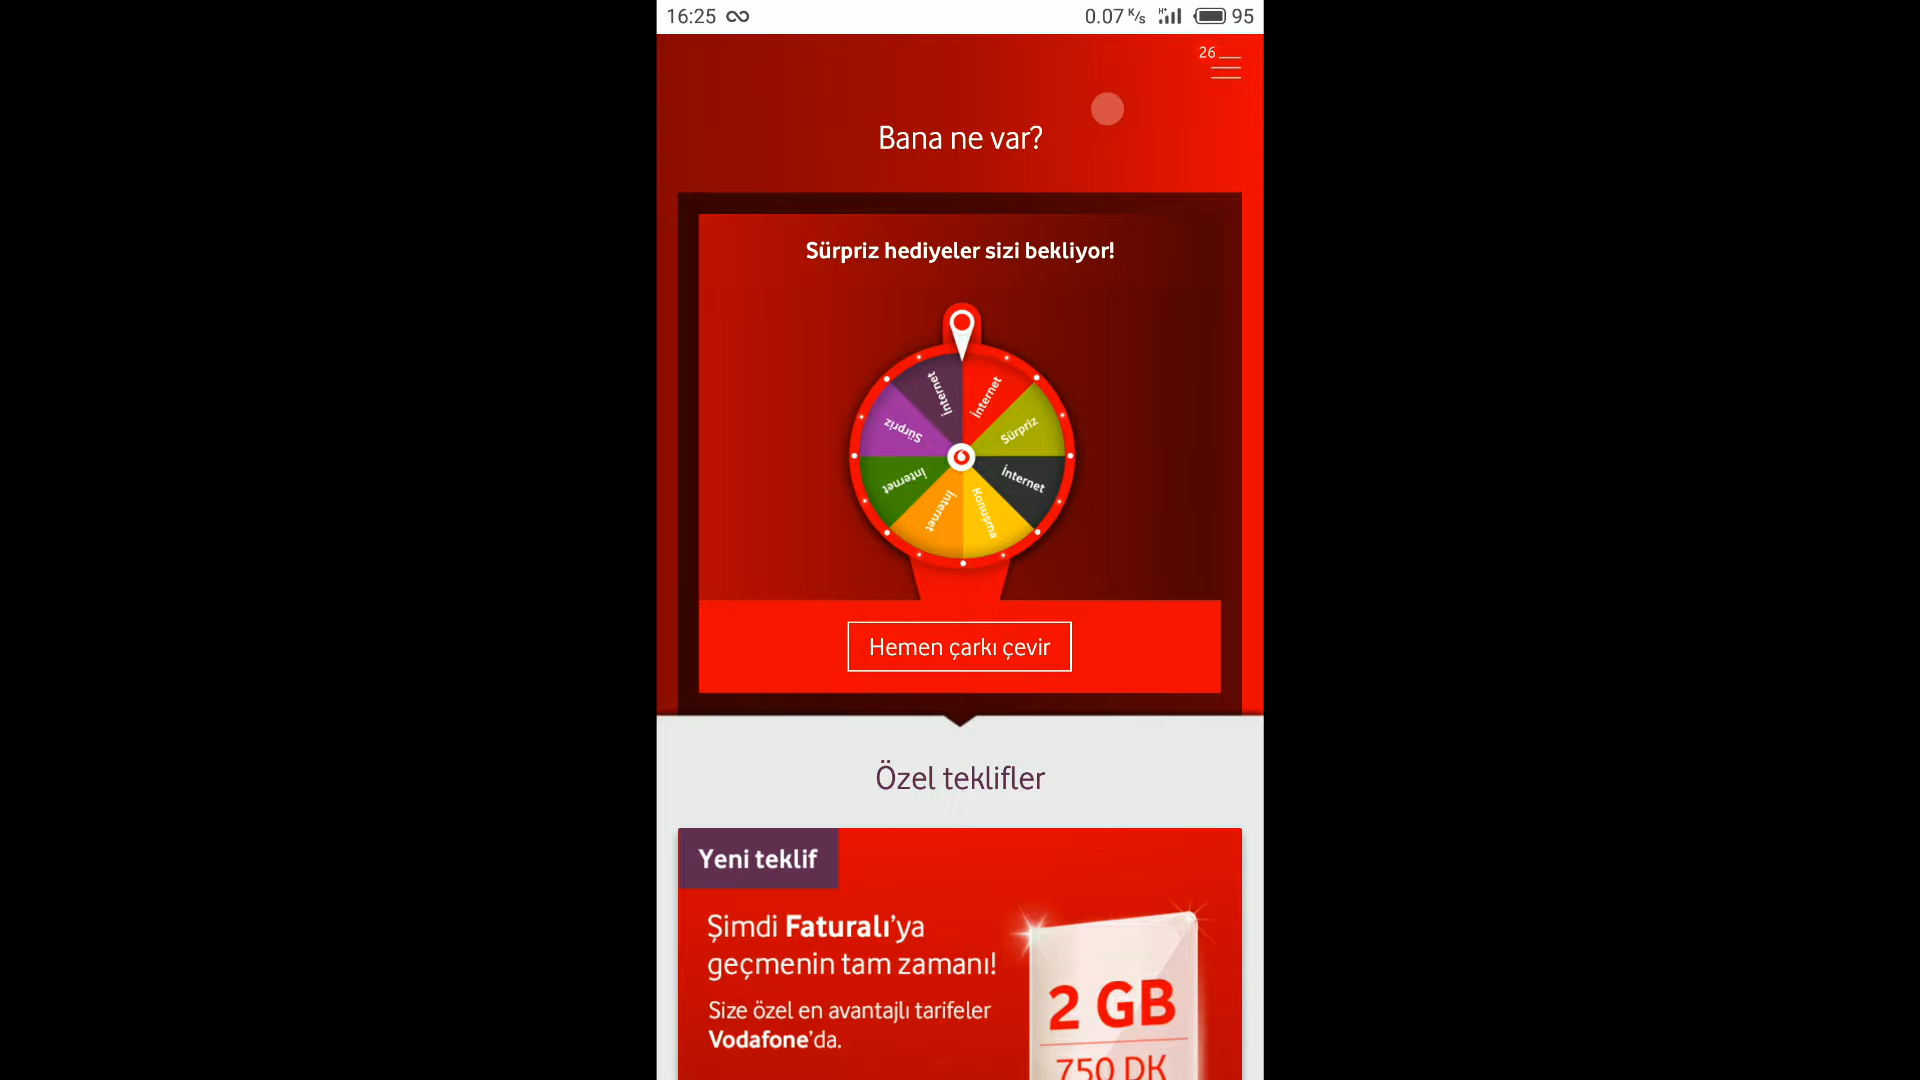 16:25
0.07 K/s
H+
95
26
Bana ne var?
Sürpriz hediyeler sizi bekliyor!
İnternet
İnternet
Sürpriz
Sürpriz
İnternet
İnternet
İnternet
Konuşma
Hemen çarkı çevir
Özel teklifler
Yeni teklif
Şimdi Faturalı'ya
geçmenin tam zamanı!
Size özel en avantajlı tarifeler
Vodafone'da.
2 GB
750 DK